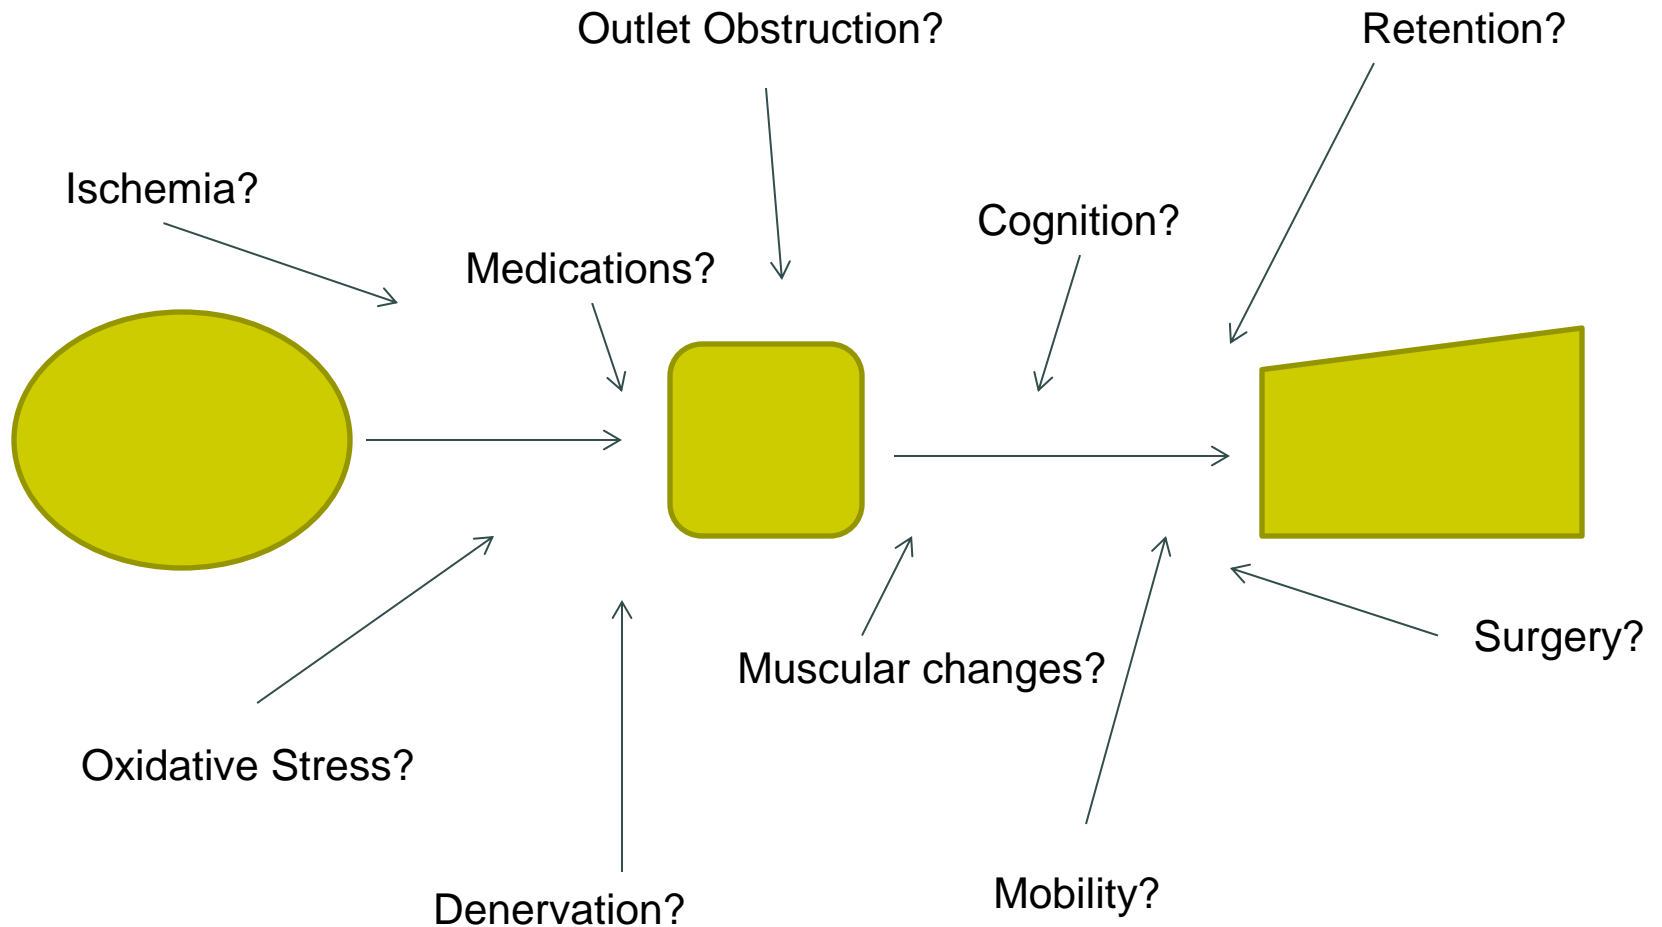 Outlet Obstruction?
Retention?
Ischemia?
Cognition?
Medications?
Surgery?
Muscular changes?
Oxidative Stress?
Mobility?
Denervation?